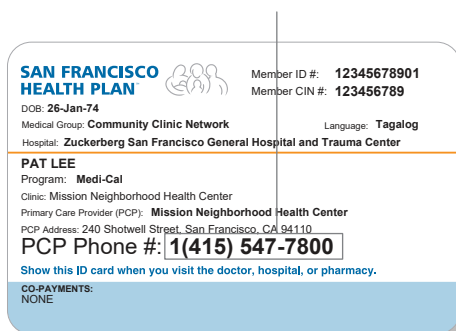 SAN FRANCISCO
HEALTH PLAN
Member ID #: 12345678901
Member CIN #: 123456789
DOB: 26-Jan-74
Medical Group: Community Clinic Network Language: Tagalog
Hospital: Zuckerberg San Francisco General Hospital and Trauma Center
PAT LEE
Program: Medi-Cal
Clinic: Mission Neighborhood Health Center
Primary Care Provider (PCP): Mission Neighborhood Health Center
PCP Address: 240 Shotwell Street, San Francisco, CA 94110
PCP Phone #: 1(415) 547-7800
Show this ID card when you visit the doctor, hospital, or pharmacy.
CO-PAYMENTS:
NONE